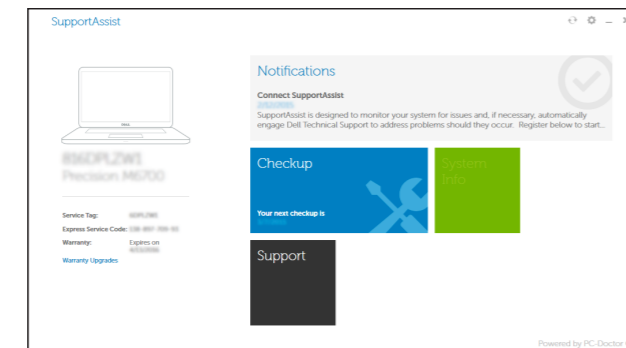 SupportAssist
Notifications
Connect SupportAssist
SupportAssist is designed to monitor your system for issues and, if necessary, automatically
engage Dell Technical Support to address problems should they occur. Register below to start...
Precision M6700
Service Tag:
Express Service Code:
Warranty: Expires on
Warranty Upgrades
Checkup
Your next checkup is
System
Info
Support
Powered by PC-Doctor